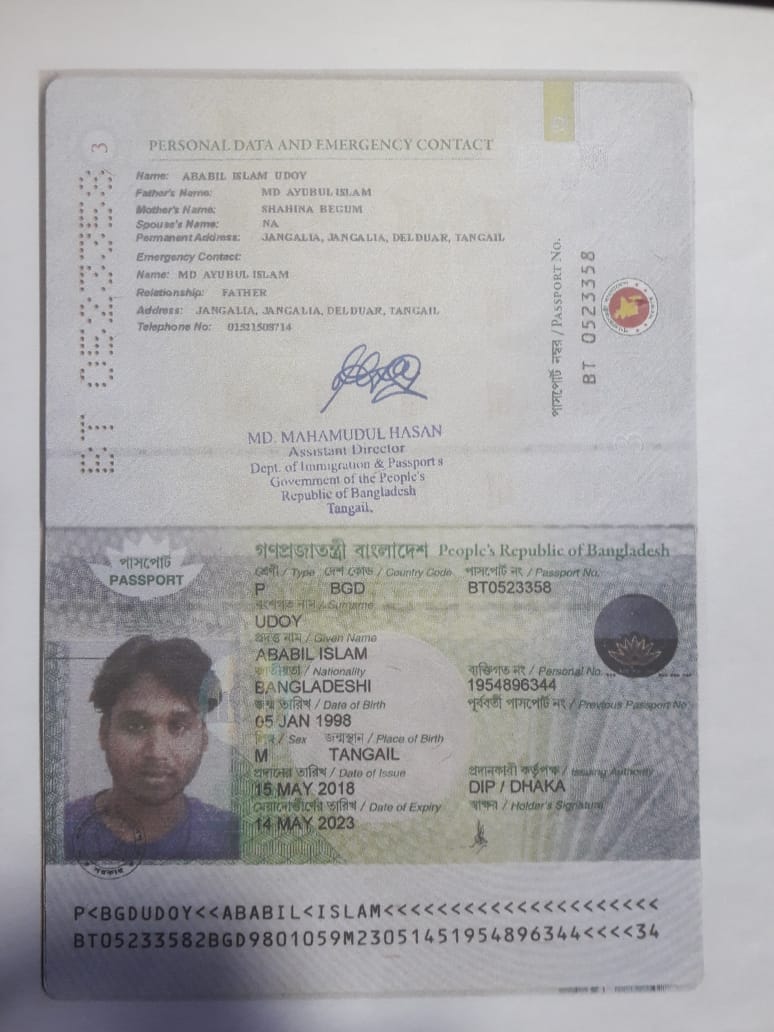 3
PERSONAL DATA AND EMERGENCY CONTACT
Name: ABABIL ISLAM UDOY
Father's Name: MD AYUBUL ISLAM
Mother's Name: SHAHINA BEGUM
Spouse's Name: NA
Permanent Address: JANGALIA, JANGALIA, DELDUAR, TANGAIL
Emergency Contact:
Name: MD AYUBUL ISLAM
Relationship: FATHER
Address: JANGALIA, JANGALIA, DELDUAR, TANGAIL
Telephone No:
পাসপোর্ট নম্বর / PASSPORT No.
BT 0523358
MD. MAHAMUDUL HASAN
Assistant Director
Dept. of Immigration & Passports
Government of the People's
Republic of Bangladesh
Tangail.
গণপ্রজাতন্ত্রী বাংলাদেশ People's Republic of Bangladesh
পাসপোর্ট
PASSPORT
শ্রেণী / Type দেশ কোড / Country Code পাসপোর্ট নং / Passport No.
P BGD BT0523358
বংশগত নাম / Surname
UDOY
প্রদত্ত নাম / Given Name
ABABIL ISLAM
জাতীয়তা / Nationality ব্যক্তিগত নং / Personal No.
BANGLADESHI 1954896344
জন্ম তারিখ / Date of Birth পূর্ববর্তী পাসপোর্ট নং / Previous Passport No
05 JAN 1998
লিঙ্গ / Sex জন্মস্থান / Place of Birth
M TANGAIL
প্রদানের তারিখ / Date of Issue প্রদানকারী কর্তৃপক্ষ / Issuing Authority
15 MAY 2018 DIP / DHAKA
মেয়াদোত্তীর্ণের তারিখ / Date of Expiry স্বাক্ষর / Holder's Signature
14 MAY 2023
P<BGDUDOY<<ABABIL<ISLAM<<<<<<<<<<<<<<<<<<<<<
BT05233582BGD9801059M23051451954896344<<<<34